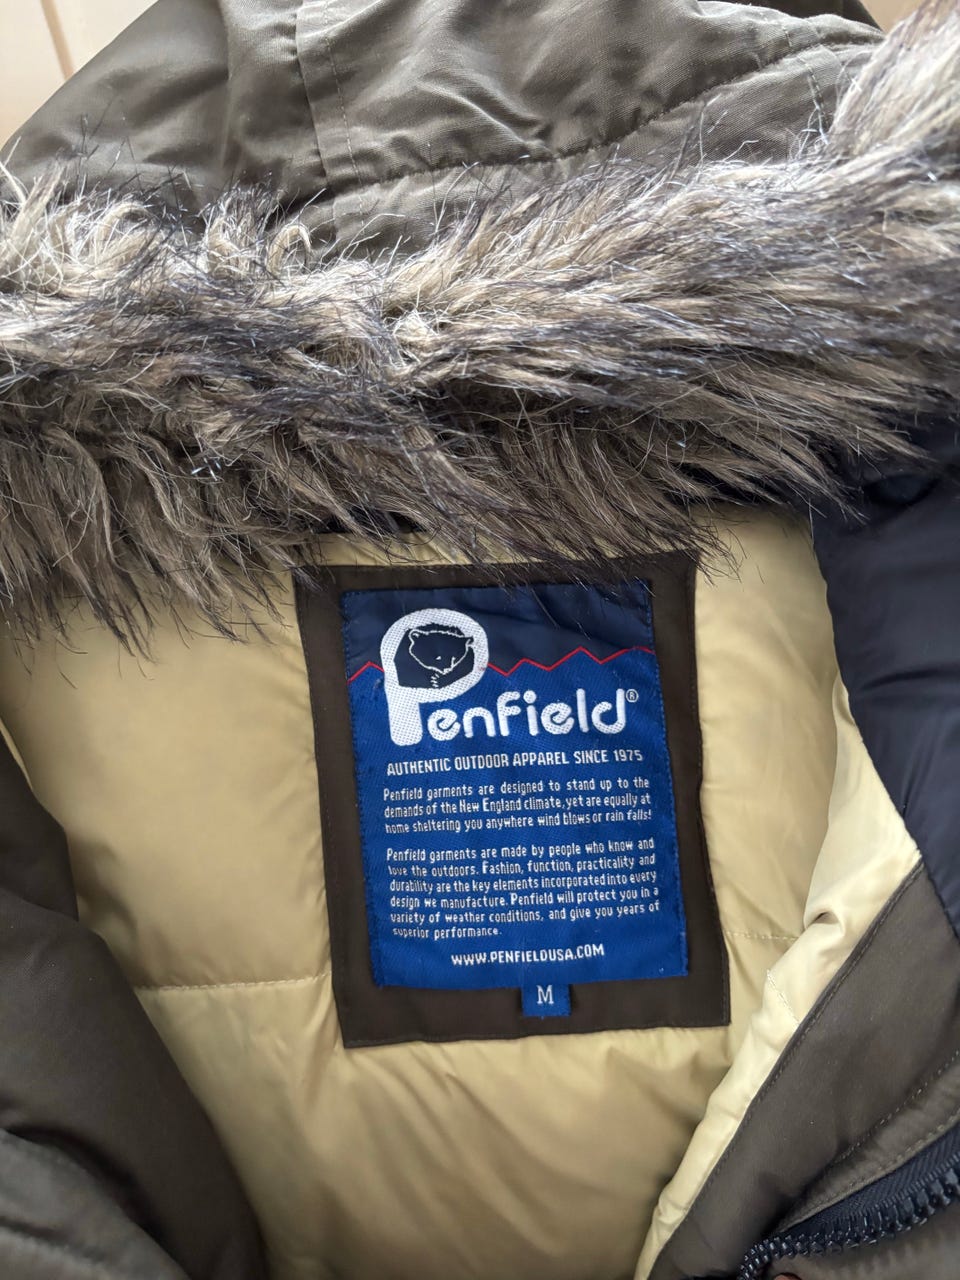 Penfield®
AUTHENTIC OUTDOOR APPAREL SINCE 1975
Penfield garments are designed to stand up to the
demands of the New England climate, yet are equally at
home sheltering you anywhere wind blows or rain falls!
Penfield garments are made by people who know and
love the outdoors. Fashion, function, practicality and
durability are the key elements incorporated into every
design we manufacture. Penfield will protect you in a
variety of weather conditions, and give you years of
superior performance.
WWW.PENFIELDUSA.COM
M